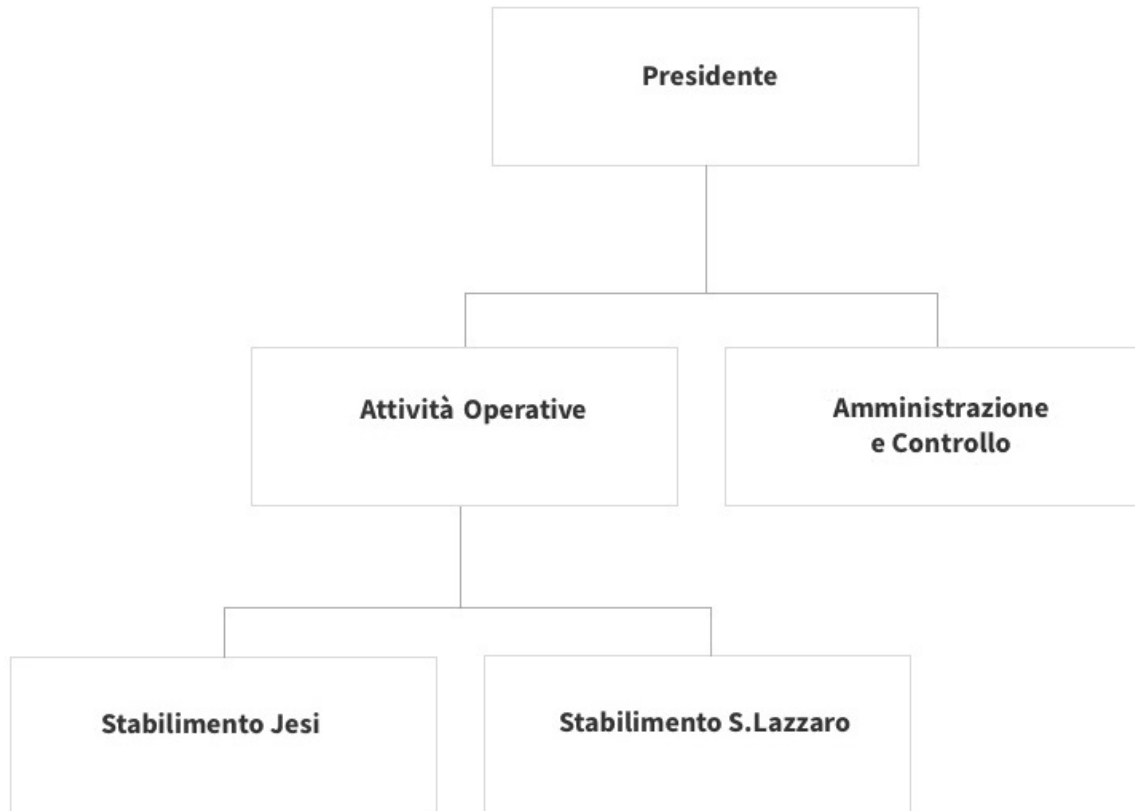 Presidente
Attività Operative
Amministrazione
e Controllo
Stabilimento Jesi
Stabilimento S.Lazzaro